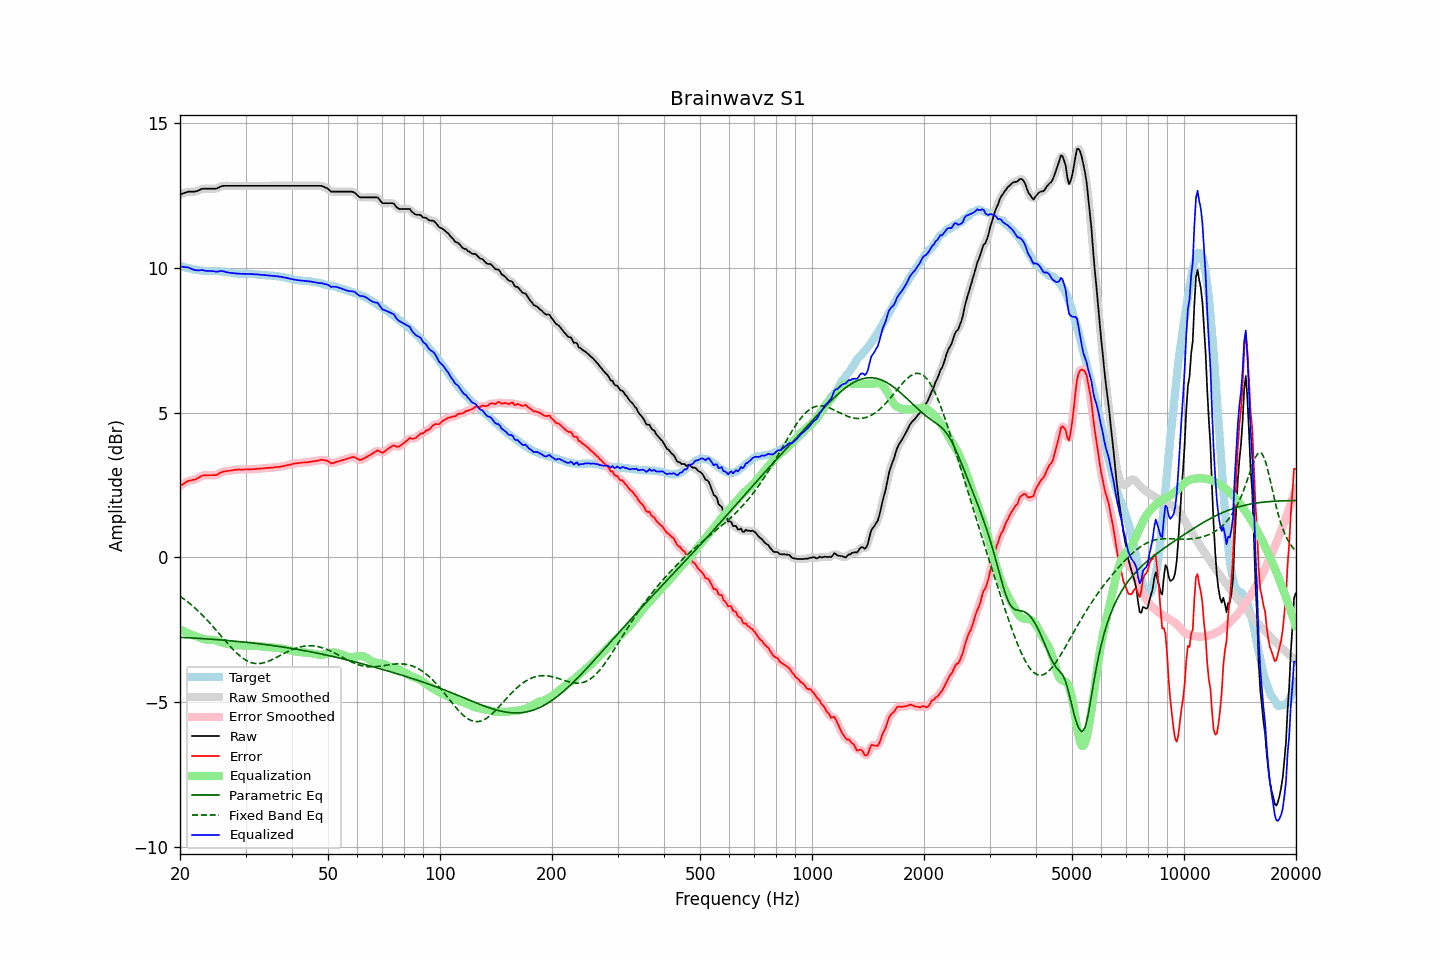 Brainwavz S1
Amplitude (dBr)
15
10
5
0
−5
−10
Target
Raw Smoothed
Error Smoothed
Raw
Error
Equalization
Parametric Eq
Fixed Band Eq
Equalized
20
50
100
200
500
1000
2000
5000
10000
20000
Frequency (Hz)